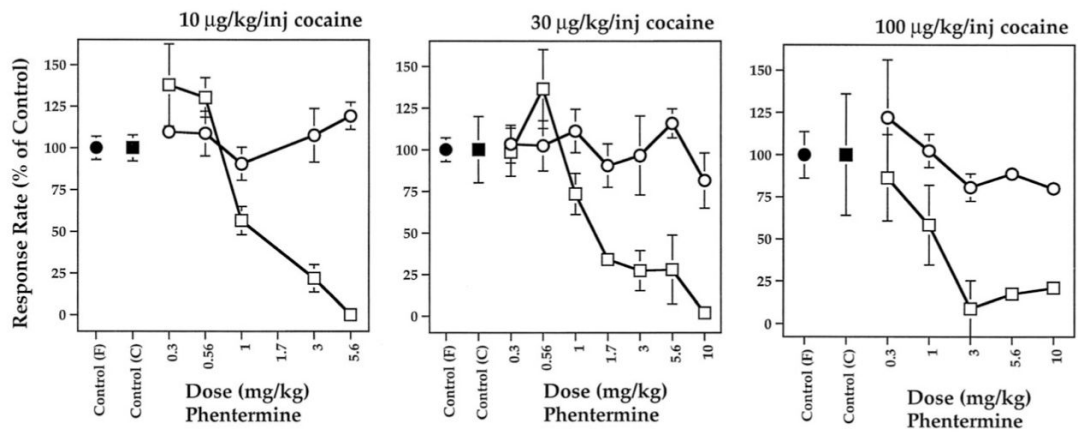 10 µg/kg/inj cocaine
30 µg/kg/inj cocaine
100 µg/kg/inj cocaine
Response Rate (% of Control)
150
125
100
75
50
25
0
150
125
100
75
50
25
0
150
125
100
75
50
25
0
Control (F)
Control (C)
0.3
0.56
1
1.7
3
5.6
Control (F)
Control (C)
0.3
0.56
1
1.7
3
5.6
10
Control (F)
Control (C)
0.3
1
3
5.6
10
Dose (mg/kg)
Phentermine
Dose (mg/kg)
Phentermine
Dose (mg/kg)
Phentermine